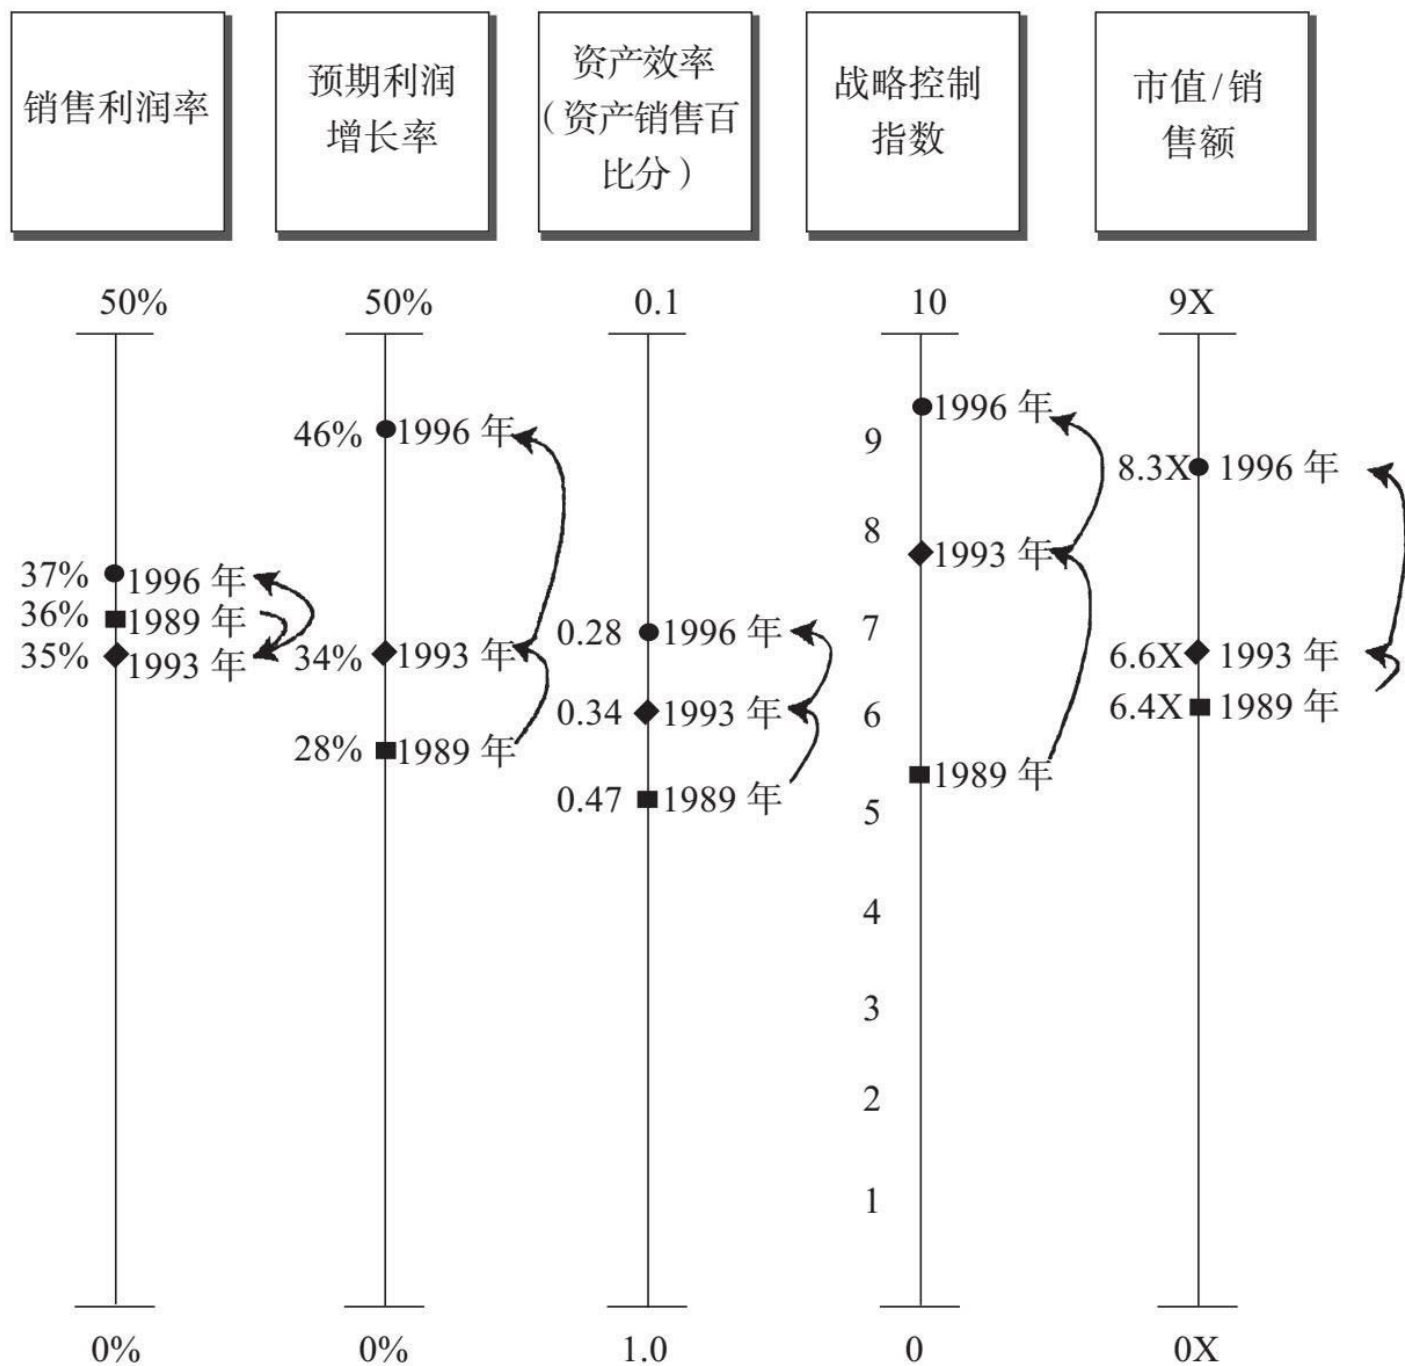 销售利润率
预期利润
增长率
资产效率
（资产销售百
比分）
战略控制
指数
市值/销
售额
50%
37% 1996 年
36% 1989 年
35% 1993 年
0%
50%
46% 1996 年
34% 1993 年
28% 1989 年
0%
0.1
0.28 1996 年
0.34 1993 年
0.47 1989 年
1.0
10
1996 年
9
8
1993 年
7
6
1989 年
5
4
3
2
1
0
9X
8.3X 1996 年
6.6X 1993 年
6.4X 1989 年
0X